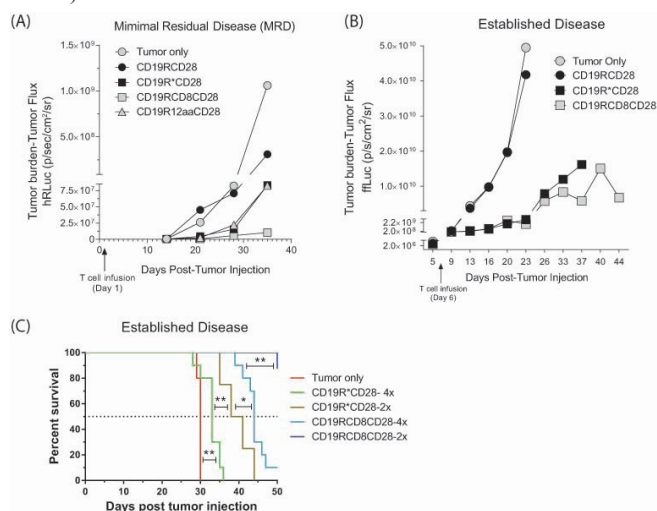 (A)
Mimimal Residual Disease (MRD)
Tumor burden-Tumor Flux
hRLuc (p/sec/cm²/sr)
1.5×10⁹
1.0×10⁹
5.0×10⁸
7.5×10⁷
5.0×10⁷
2.5×10⁷
0
Tumor only
CD19RCD28
CD19R*CD28
CD19RCD8CD28
CD19R12aaCD28
0 10 20 30 40
Days Post-Tumor Injection
T cell infusion
(Day 1)
(B)
Established Disease
Tumor burden-Tumor Flux
ffLuc (p/s/cm²/sr)
5.0×10¹⁰
4.0×10¹⁰
3.0×10¹⁰
2.0×10¹⁰
1.0×10¹⁰
2.2×10⁹
2.0×10⁸
2.0×10⁶
Tumor Only
CD19RCD28
CD19R*CD28
CD19RCD8CD28
5 9 13 16 20 23 26 33 37 40 44
Days Post-Tumor Injection
T cell infusion
(Day 6)
(C)
Established Disease
Percent survival
100
80
60
40
20
0
** ** * **
Tumor only
CD19R*CD28- 4x
CD19R*CD28-2x
CD19RCD8CD28-4x
CD19RCD8CD28-2x
0 10 20 30 40 50
Days post tumor injection